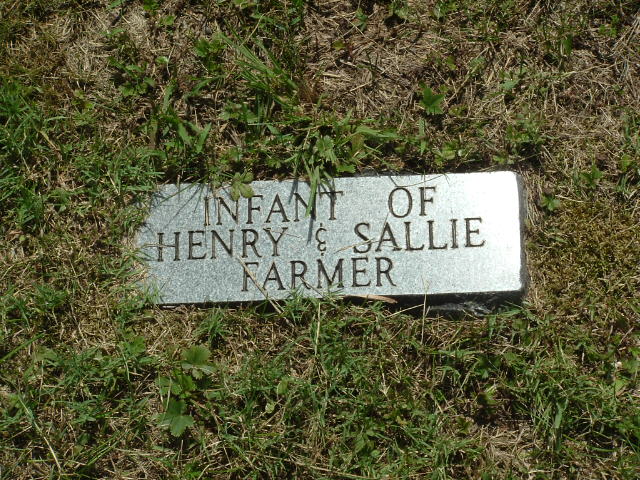 INFANT OF
HENRY & SALLIE
FARMER